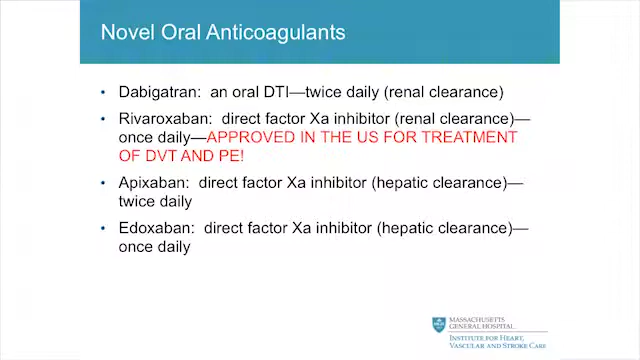 Novel Oral Anticoagulants
• Dabigatran: an oral DTI—twice daily (renal clearance)
• Rivaroxaban: direct factor Xa inhibitor (renal clearance)—
once daily—APPROVED IN THE US FOR TREATMENT
OF DVT AND PE!
• Apixaban: direct factor Xa inhibitor (hepatic clearance)—
twice daily
• Edoxaban: direct factor Xa inhibitor (hepatic clearance)—
once daily
MASSACHUSETTS
GENERAL HOSPITAL
INSTITUTE FOR HEART,
VASCULAR AND STROKE CARE